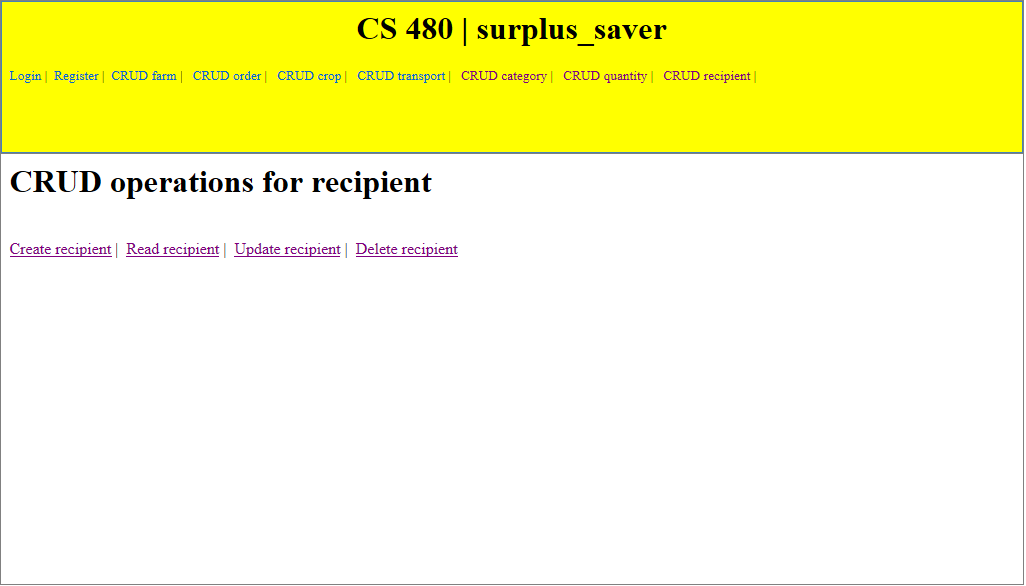 CS 480 | surplus_saver
Login | Register | CRUD farm | CRUD order | CRUD crop | CRUD transport | CRUD category | CRUD quantity | CRUD recipient |
CRUD operations for recipient
Create recipient | Read recipient | Update recipient | Delete recipient